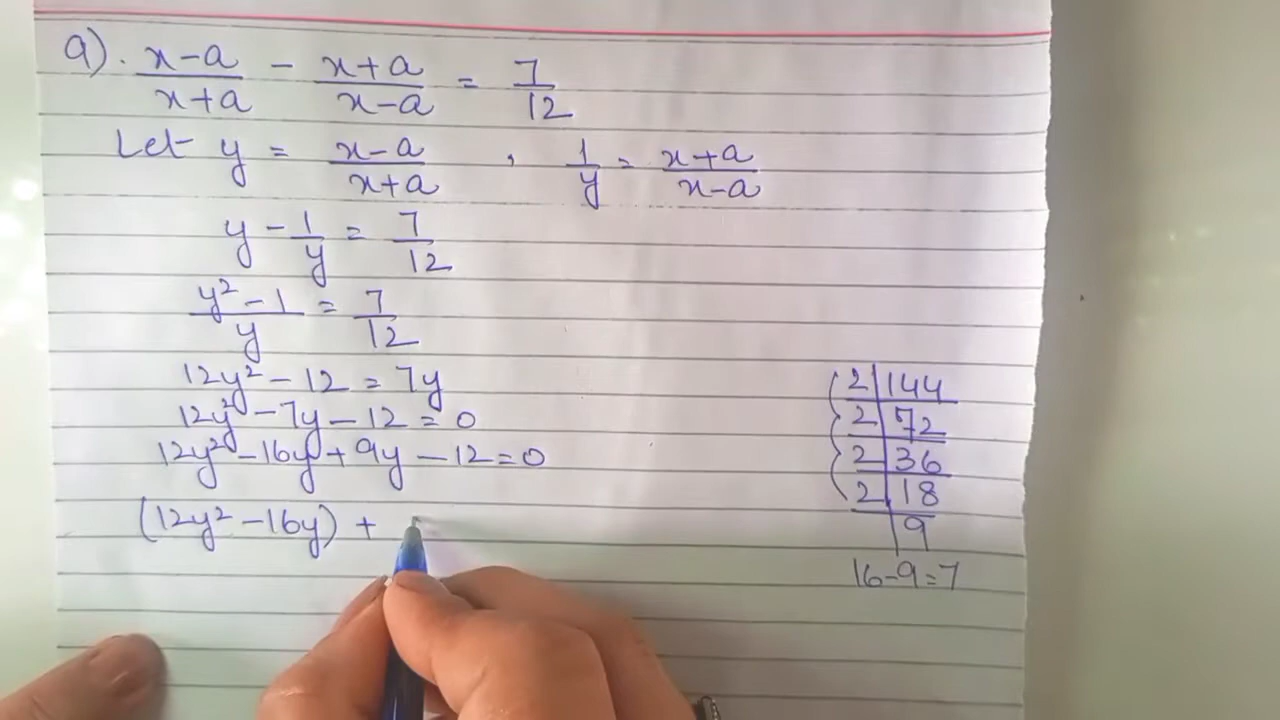 a). x-a/x+a - x+a/x-a = 7/12
Let y = x-a/x+a , 1/y = x+a/x-a
y - 1/y = 7/12
y² - 1/y = 7/12
12y² - 12 = 7y
12y² - 7y - 12 = 0
12y² - 16y + 9y - 12 = 0
(12y² - 16y) +
2|144
2|72
2|36
2|18
|9
16-9=7